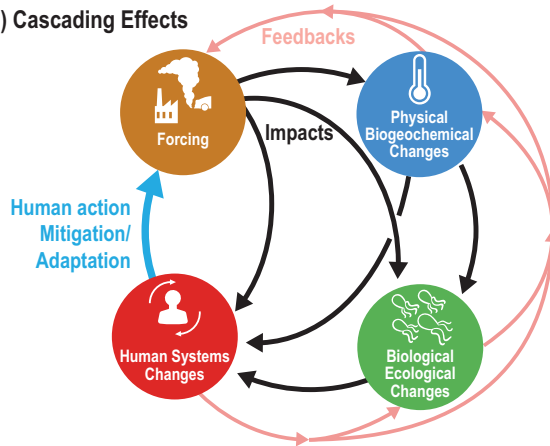 ) Cascading Effects
Feedbacks
Forcing
Impacts
Physical
Biogeochemical
Changes
Human action
Mitigation/
Adaptation
Human Systems
Changes
Biological
Ecological
Changes